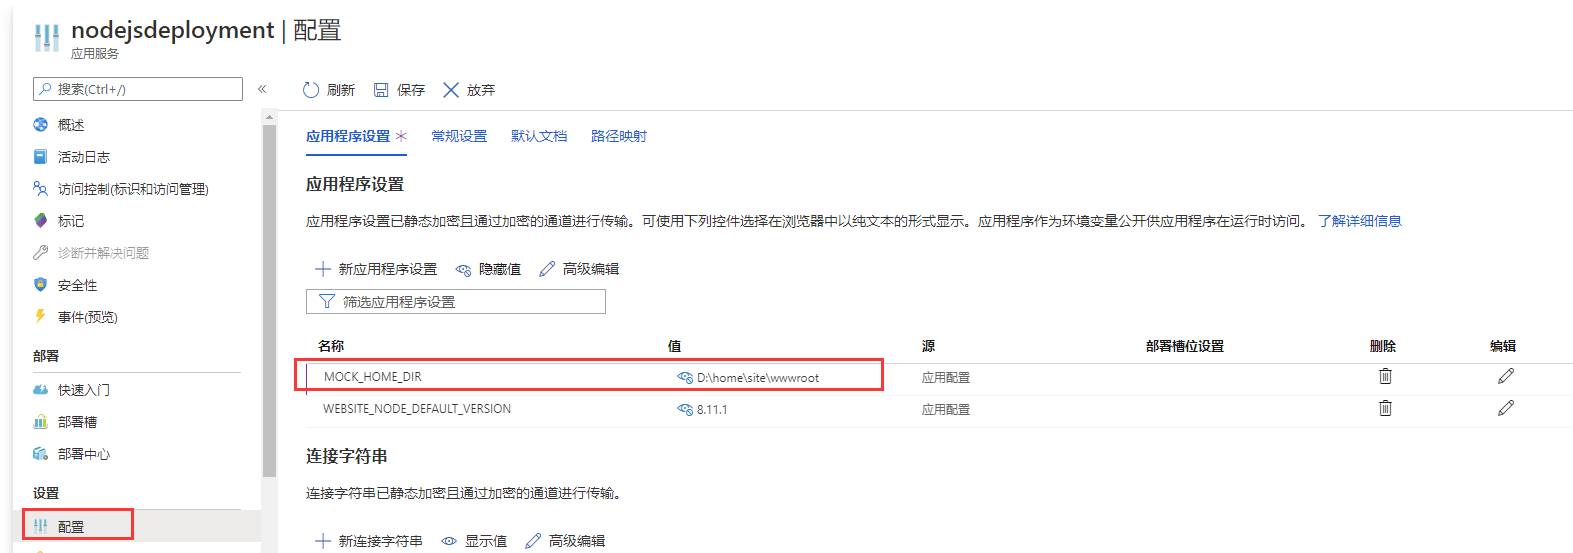 nodejsdeployment | 配置
应用服务
搜索(Ctrl+/)
«
概述
活动日志
访问控制(标识和访问管理)
标记
诊断并解决问题
安全性
事件(预览)
部署
快速入门
部署槽
部署中心
设置
配置
刷新 保存 放弃
应用程序设置 * 常规设置 默认文档 路径映射
应用程序设置
应用程序设置已静态加密且通过加密的通道进行传输。可使用下列控件选择在浏览器中以纯文本的形式显示。应用程序作为环境变量公开供应用程序在运行时访问。 了解详细信息
新应用程序设置 隐藏值 高级编辑
筛选应用程序设置
名称 值 源 部署槽位设置 删除 编辑
MOCK_HOME_DIR D:\home\site\wwwroot 应用配置
WEBSITE_NODE_DEFAULT_VERSION 8.11.1 应用配置
连接字符串
连接字符串已静态加密且通过加密的通道进行传输。
新连接字符串 显示值 高级编辑